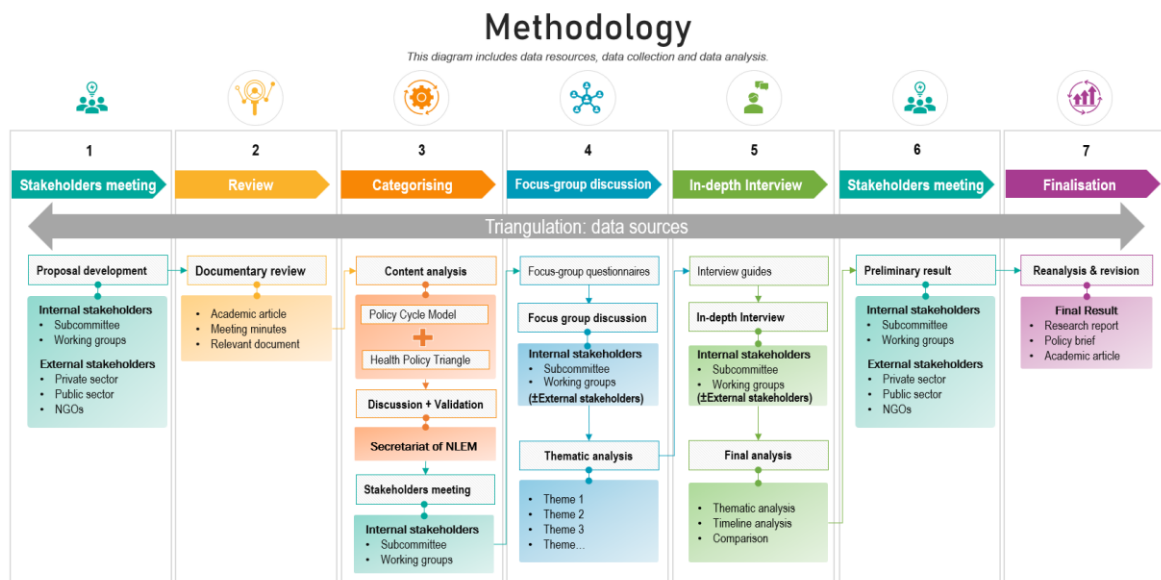 Methodology
This diagram includes data resources, data collection and data analysis.
1
Stakeholders meeting
2
Review
3
Categorising
4
Focus-group discussion
5
In-depth Interview
6
Stakeholders meeting
7
Finalisation
Triangulation: data sources
Proposal development
Internal stakeholders
• Subcommittee
• Working groups
External stakeholders
• Private sector
• Public sector
• NGOs
Documentary review
• Academic article
• Meeting minutes
• Relevant document
Content analysis
Policy Cycle Model
Health Policy Triangle
Discussion + Validation
Secretariat of NLEM
Stakeholders meeting
Internal stakeholders
• Subcommittee
• Working groups
Focus-group questionnaires
Focus group discussion
Internal stakeholders
• Subcommittee
• Working groups
(±External stakeholders)
Thematic analysis
• Theme 1
• Theme 2
• Theme 3
• Theme...
Interview guides
In-depth Interview
Internal stakeholders
• Subcommittee
• Working groups
(±External stakeholders)
Final analysis
• Thematic analysis
• Timeline analysis
• Comparison
Preliminary result
Internal stakeholders
• Subcommittee
• Working groups
External stakeholders
• Private sector
• Public sector
• NGOs
Reanalysis & revision
Final Result
• Research report
• Policy brief
• Academic article